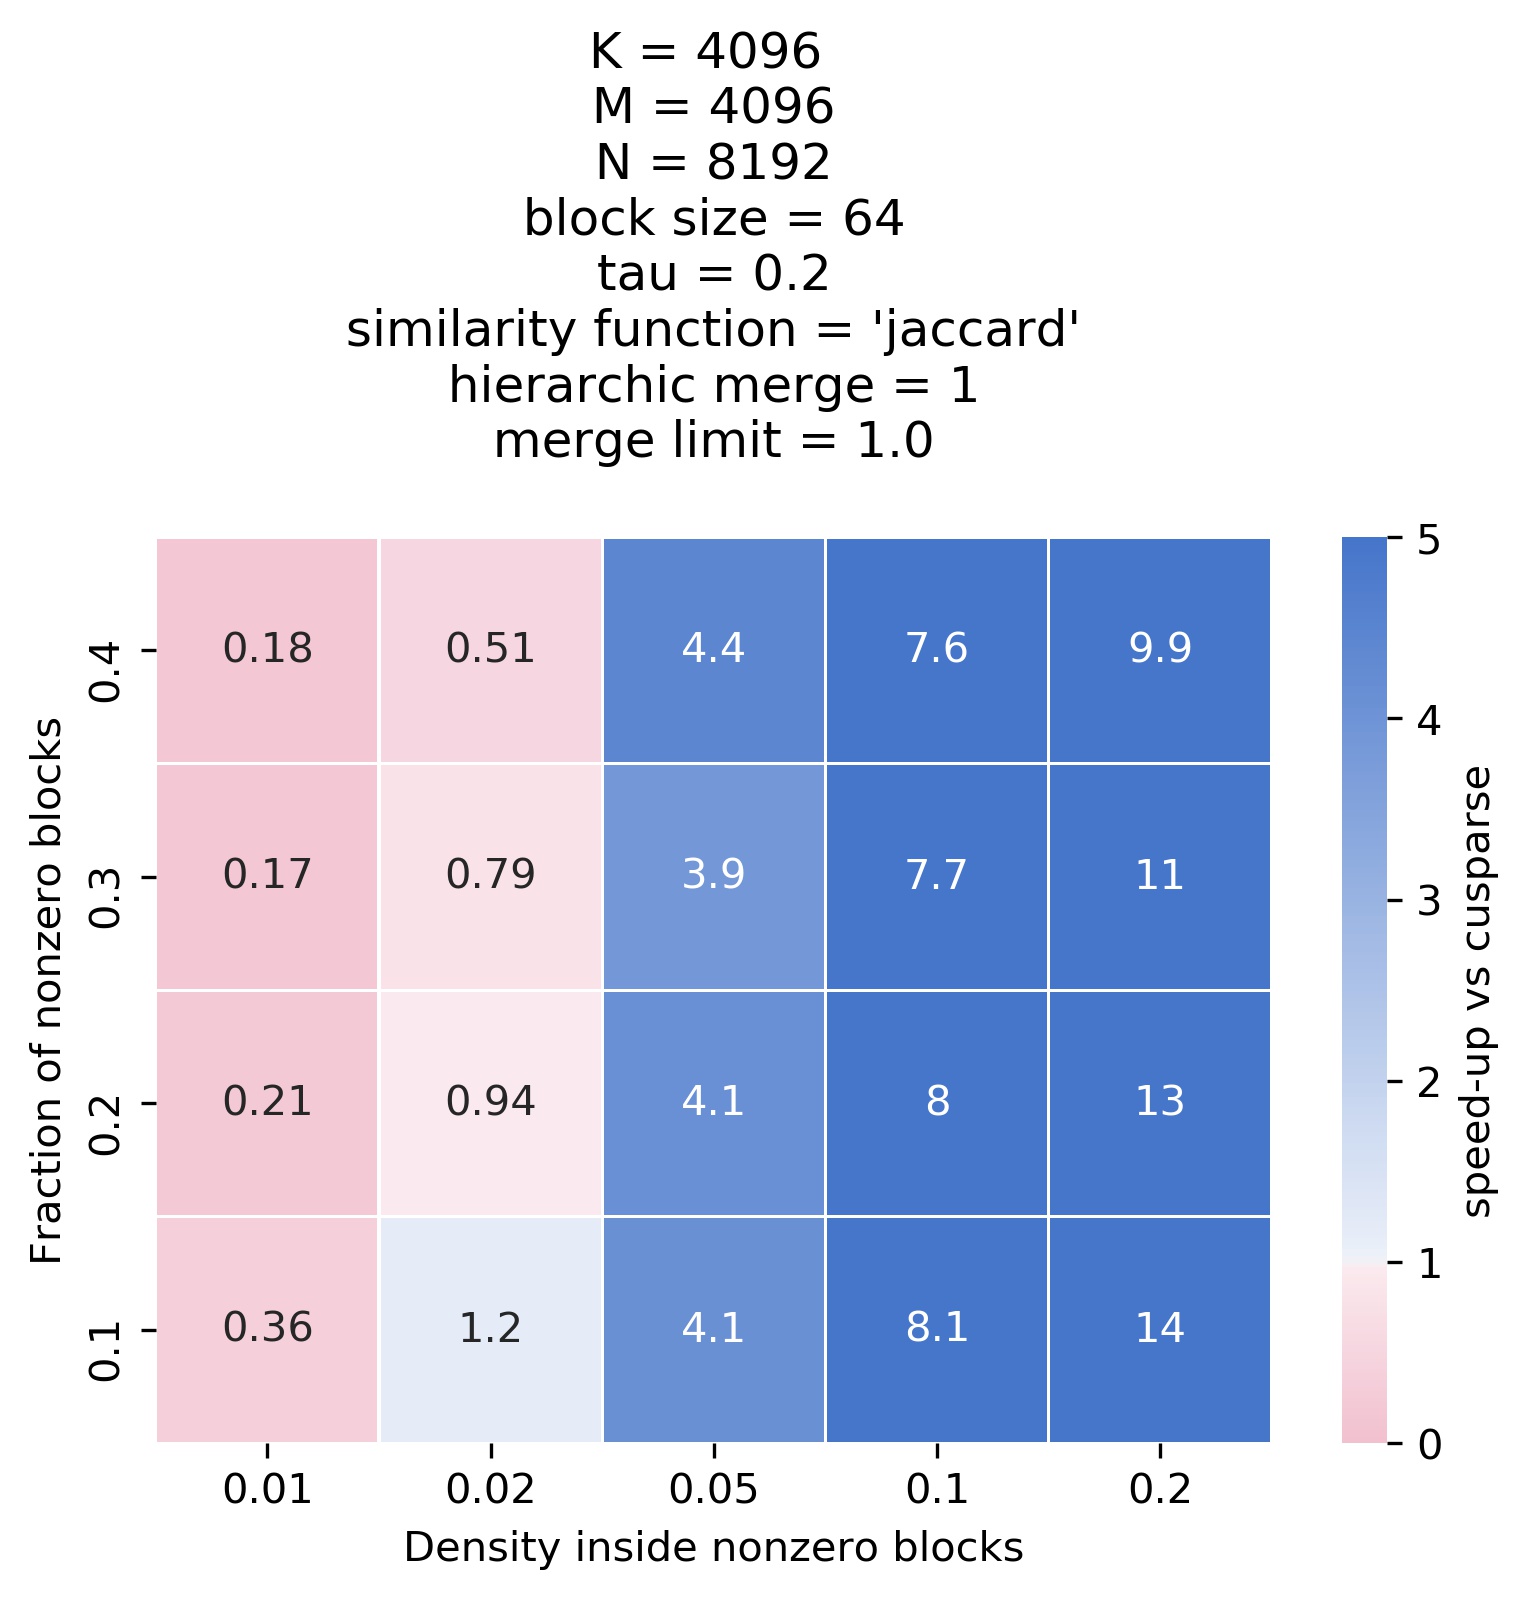 K = 4096
M = 4096
N = 8192
block size = 64
tau = 0.2
similarity function = 'jaccard'
hierarchic merge = 1
merge limit = 1.0
Fraction of nonzero blocks
0.4
0.18 0.51 4.4 7.6 9.9
0.3
0.17 0.79 3.9 7.7 11
0.2
0.21 0.94 4.1 8 13
0.1
0.36 1.2 4.1 8.1 14
0.01 0.02 0.05 0.1 0.2
Density inside nonzero blocks
5
4
3
2
1
0
speed-up vs cusparse